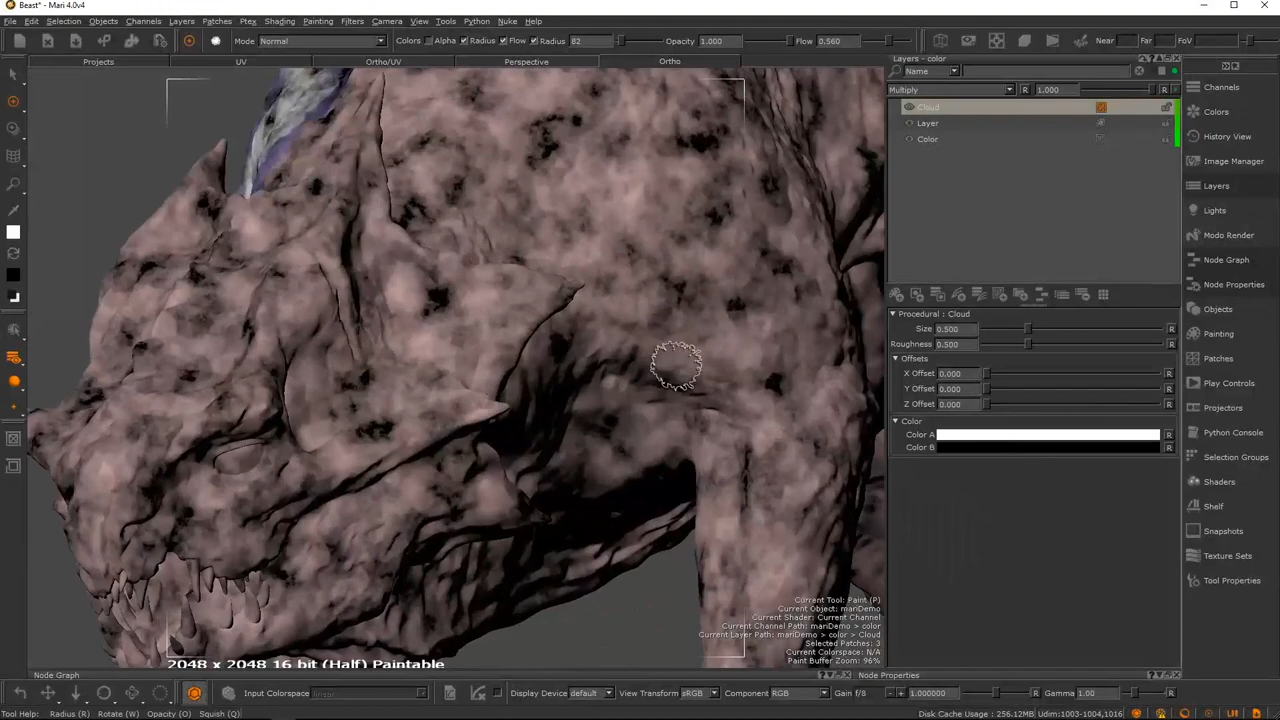 Beast* - Mari 4.0v4
File Edit Selection Objects Channels Layers Patches Ptex Shading Painting Filters Camera View Tools Python Nuke Help
Mode Normal Colors Alpha Radius Flow Radius 82 Opacity 1.000 Flow 0.560 Near Far FoV
Projects UV Ortho/UV Perspective Ortho
Layers - color
Name
Multiply R 1.000 R
Cloud
Layer
Color
Procedural : Cloud
Size 0.500 R
Roughness 0.500 R
Offsets
X Offset 0.000 R
Y Offset 0.000 R
Z Offset 0.000 R
Color
Color A R
Color B R
Channels
Colors
History View
Image Manager
Layers
Lights
Modo Render
Node Graph
Node Properties
Objects
Painting
Patches
Play Controls
Projectors
Python Console
Selection Groups
Shaders
Shelf
Snapshots
Texture Sets
Tool Properties
Current Tool: Paint (P)
Current Object: mariDemo
Current Shader: Current Channel
Current Channel Path: mariDemo > color
Current Layer Path: mariDemo > color > Cloud
Selected Patches: 3
Current Colorspace: N/A
Paint Buffer Zoom: 96%
2048 x 2048 16 bit (Half) Paintable
Node Graph Node Properties
Input Colorspace linear Display Device default View Transform sRGB Component RGB Gain f/8 1.000000 R Gamma 1.00 R
Tool Help: Radius (R) Rotate (W) Opacity (O) Squish (Q) Disk Cache Usage: 256.12MB Udim:1003-1004,1016